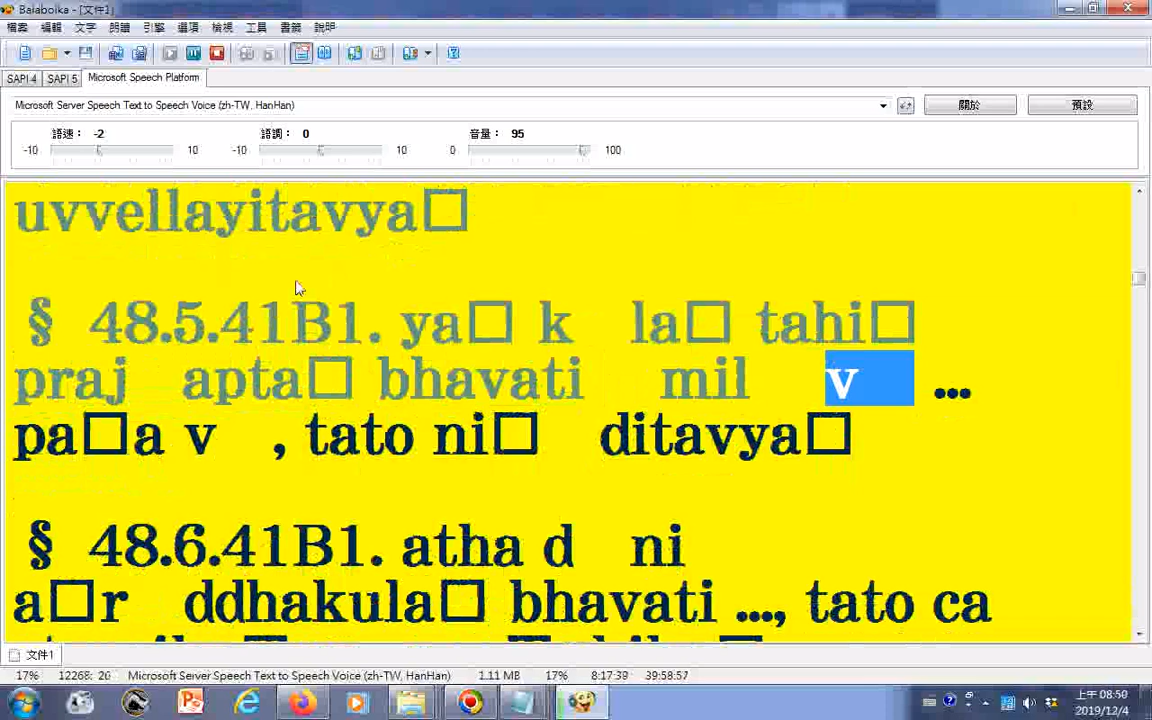 Balabolka - [文件1]
檔案 編輯 文字 朗讀 引擎 選項 檢視 工具 書籤 說明
SAPI 4 SAPI 5 Microsoft Speech Platform
Microsoft Server Speech Text to Speech Voice (zh-TW, HanHan) 關於 預設
語速： -2 語調： 0 音量： 95
-10 10 -10 10 0 100
uvvellayitavya□
§ 48.5.41B1. ya□ k la□ tahi□
praj apta□ bhavati mil v ...
pa□a v , tato ni□ ditavya□
§ 48.6.41B1. atha d ni
a□r ddhakula□ bhavati ..., tato ca
文件1
17% 12268: 20 Microsoft Server Speech Text to Speech Voice (zh-TW, HanHan) 1.11 MB 17% 8:17:39 39:58:57
上午 08:50
2019/12/4